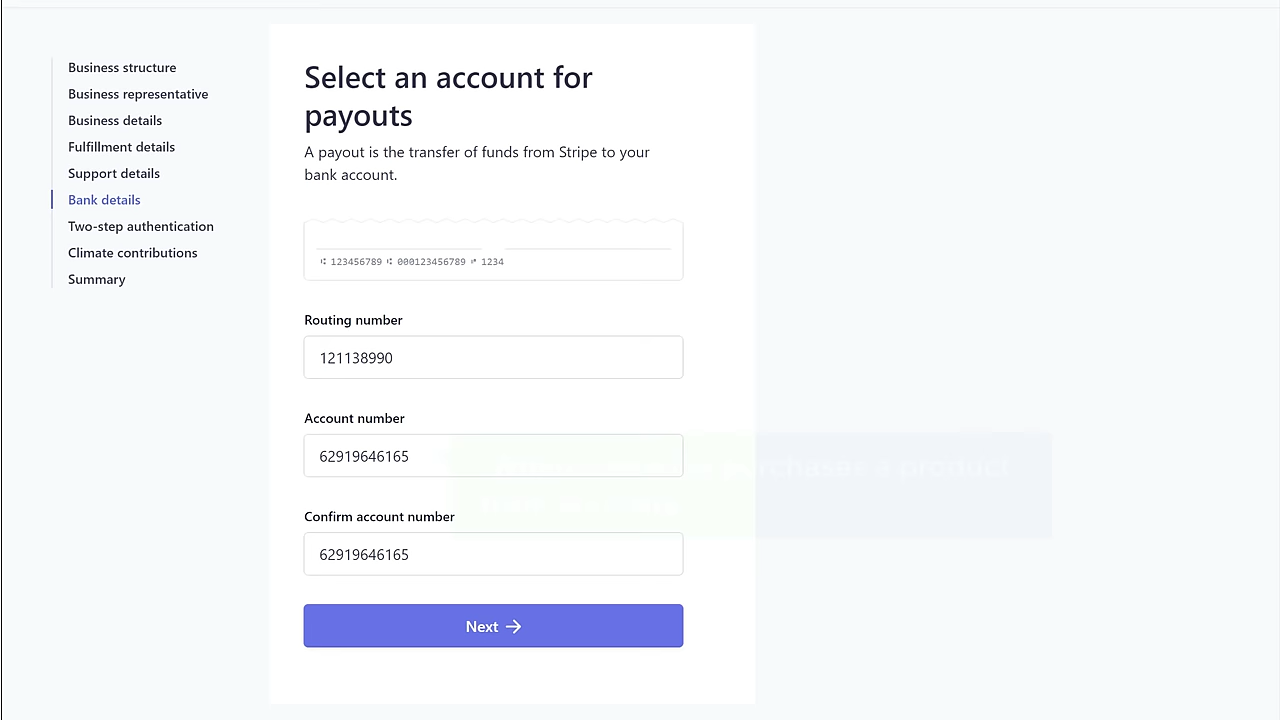 Business structure
Business representative
Business details
Fulfillment details
Support details
Bank details
Two-step authentication
Climate contributions
Summary
Select an account for
payouts
A payout is the transfer of funds from Stripe to your
bank account.
⑆ 123456789 ⑆ 000123456789 ⑈ 1234
Routing number
121138990
Account number
62919646165
purchases a product
Confirm account number
62919646165
Next →